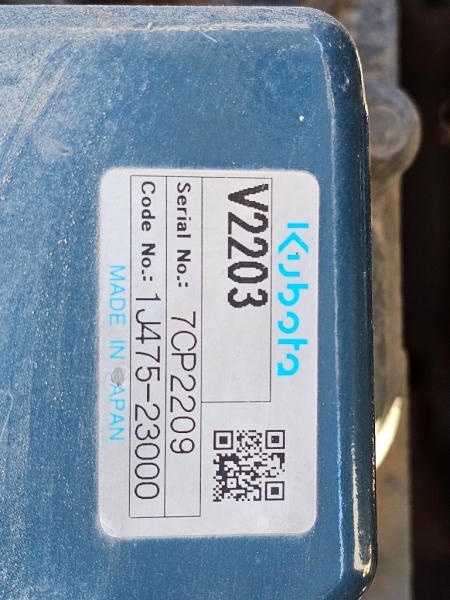 Kubota
V2203
Serial No.: 7CP2209
Code No.: 1J475-23000
MADE IN JAPAN